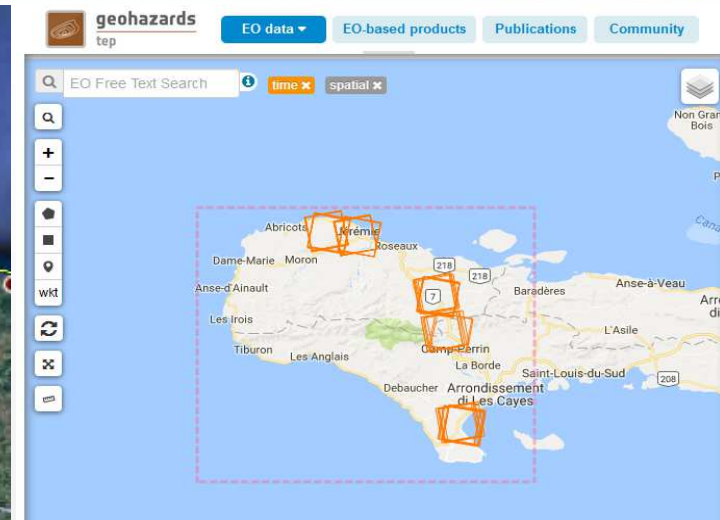 geohazards
tep
EO data
EO-based products
Publications
Community
EO Free Text Search
time ×
spatial ×
Non Gran
Bois
+
−
wkt
Abricots
Jérémie
Roseaux
Dame-Marie
Moron
218
218
Anse-d'Ainault
7
Baradères
Anse-à-Veau
Les Irois
L'Asile
Tiburon
Les Anglais
Camp-Perrin
La Borde
Saint-Louis-du-Sud
208
Debaucher
Arrondissement
di Les Cayes